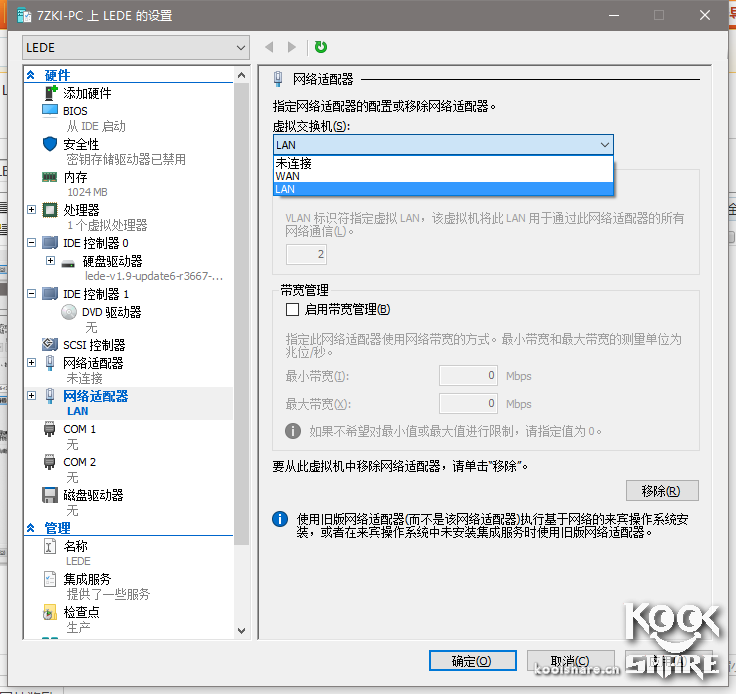 7ZKI-PC 上 LEDE 的设置
LEDE
硬件
添加硬件
BIOS
从 IDE 启动
安全性
密钥存储驱动器已禁用
内存
1024 MB
处理器
1 个虚拟处理器
IDE 控制器 0
硬盘驱动器
lede-v1.9-update6-r3667-...
IDE 控制器 1
DVD 驱动器
无
SCSI 控制器
网络适配器
未连接
网络适配器
LAN
COM 1
无
COM 2
无
磁盘驱动器
无
管理
名称
LEDE
集成服务
提供了一些服务
检查点
生产
网络适配器
指定网络适配器的配置或移除网络适配器。
虚拟交换机(S):
LAN
未连接
WAN
LAN
VLAN 标识符指定虚拟 LAN，该虚拟机将此 LAN 用于通过此网络适配器的所有
网络通信(L)。
2
带宽管理
启用带宽管理(B)
指定此网络适配器使用网络带宽的方式。最小带宽和最大带宽的测量单位为
兆位/秒。
最小带宽(I): 0 Mbps
最大带宽(X): 0 Mbps
如果不希望对最小值或最大值进行限制，请指定值为 0。
要从此虚拟机中移除网络适配器，请单击"移除"。
移除(R)
使用旧版网络适配器(而不是该网络适配器)执行基于网络的来宾操作系统安
装，或者在来宾操作系统中未安装集成服务时使用旧版网络适配器。
确定(O)
取消(C)
koolshare.cn
KOOL
SHARE